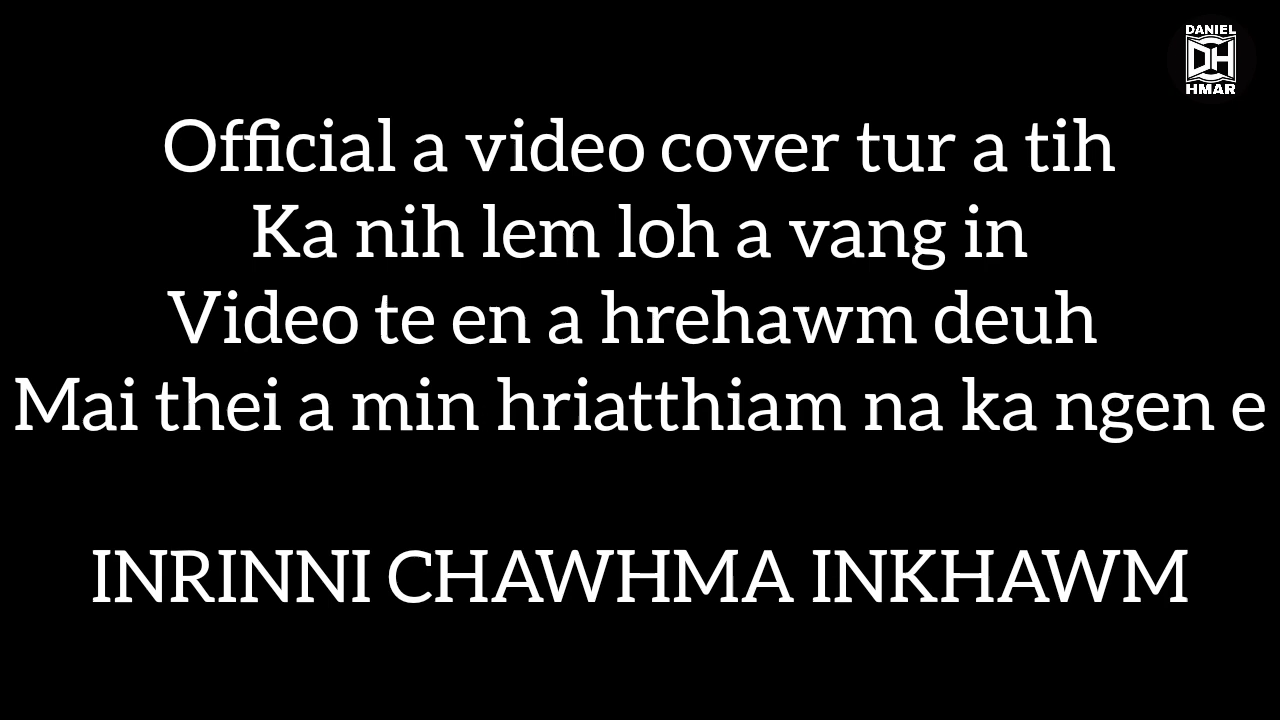 DANIEL
DH
HMAR
Official a video cover tur a tih
Ka nih lem loh a vang in
Video te en a hrehawm deuh
Mai thei a min hriatthiam na ka ngen e
INRINNI CHAWHMA INKHAWM